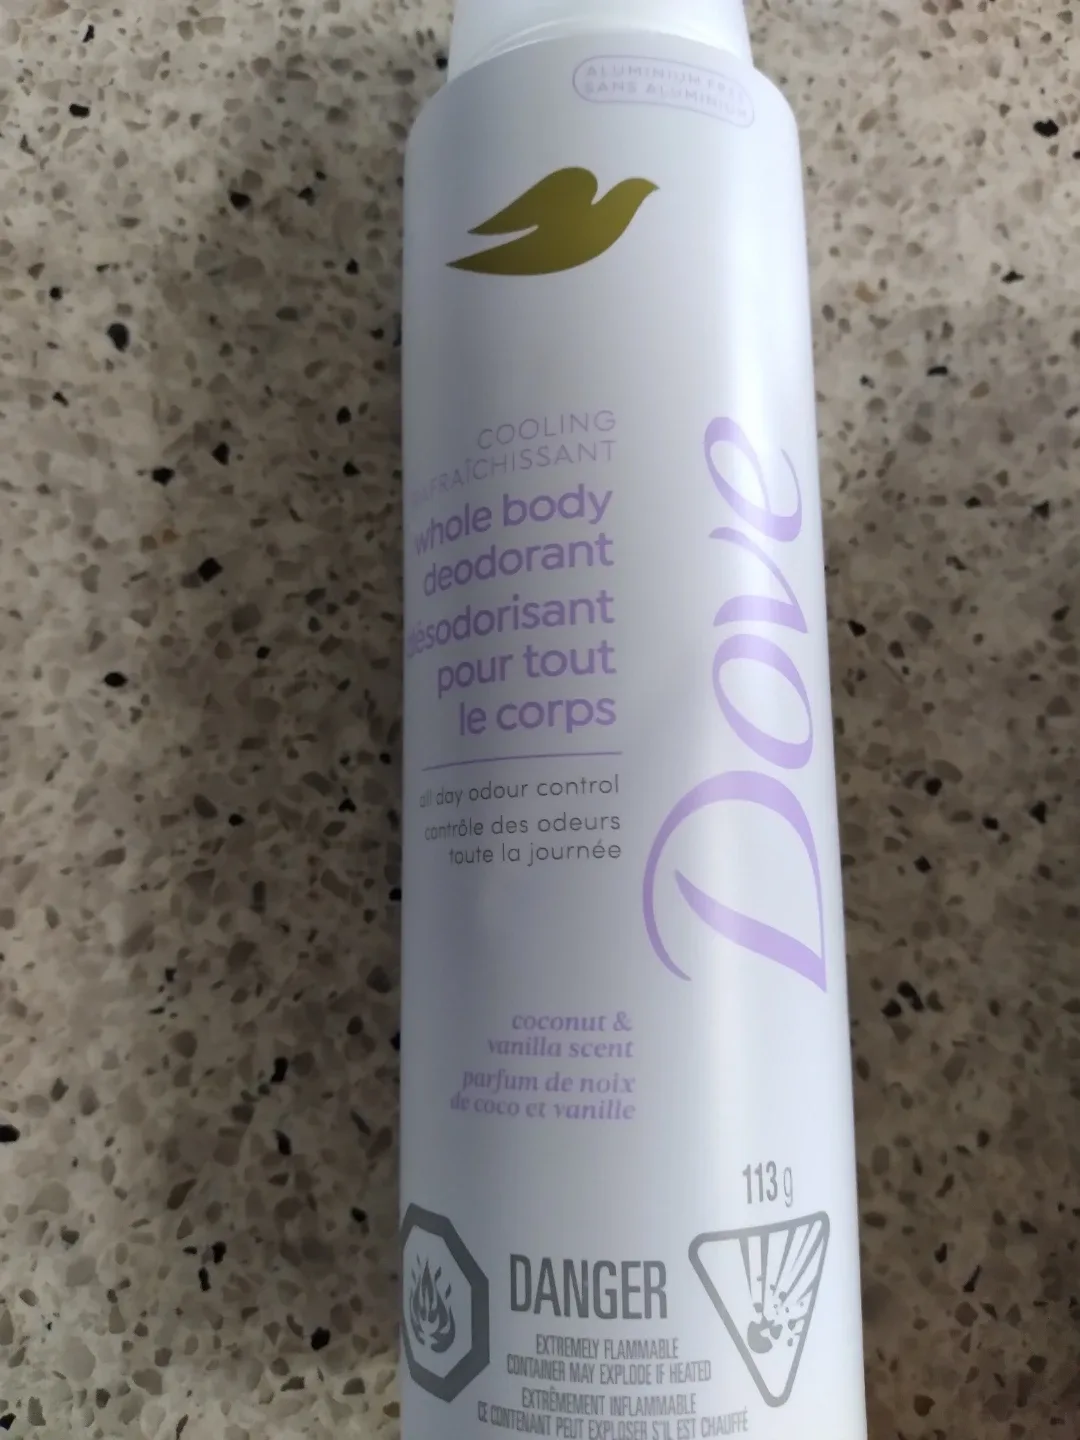 ALUMINIUM FREE
SANS ALUMINIUM
COOLING
RAFRAÎCHISSANT
whole body
deodorant
désodorisant
pour tout
le corps
all day odour control
contrôle des odeurs
toute la journée
Dove
coconut &
vanilla scent
parfum de noix
de coco et vanille
113 g
DANGER
EXTREMELY FLAMMABLE
CONTAINER MAY EXPLODE IF HEATED
EXTRÊMEMENT INFLAMMABLE
CE CONTENANT PEUT EXPLOSER S'IL EST CHAUFFÉ